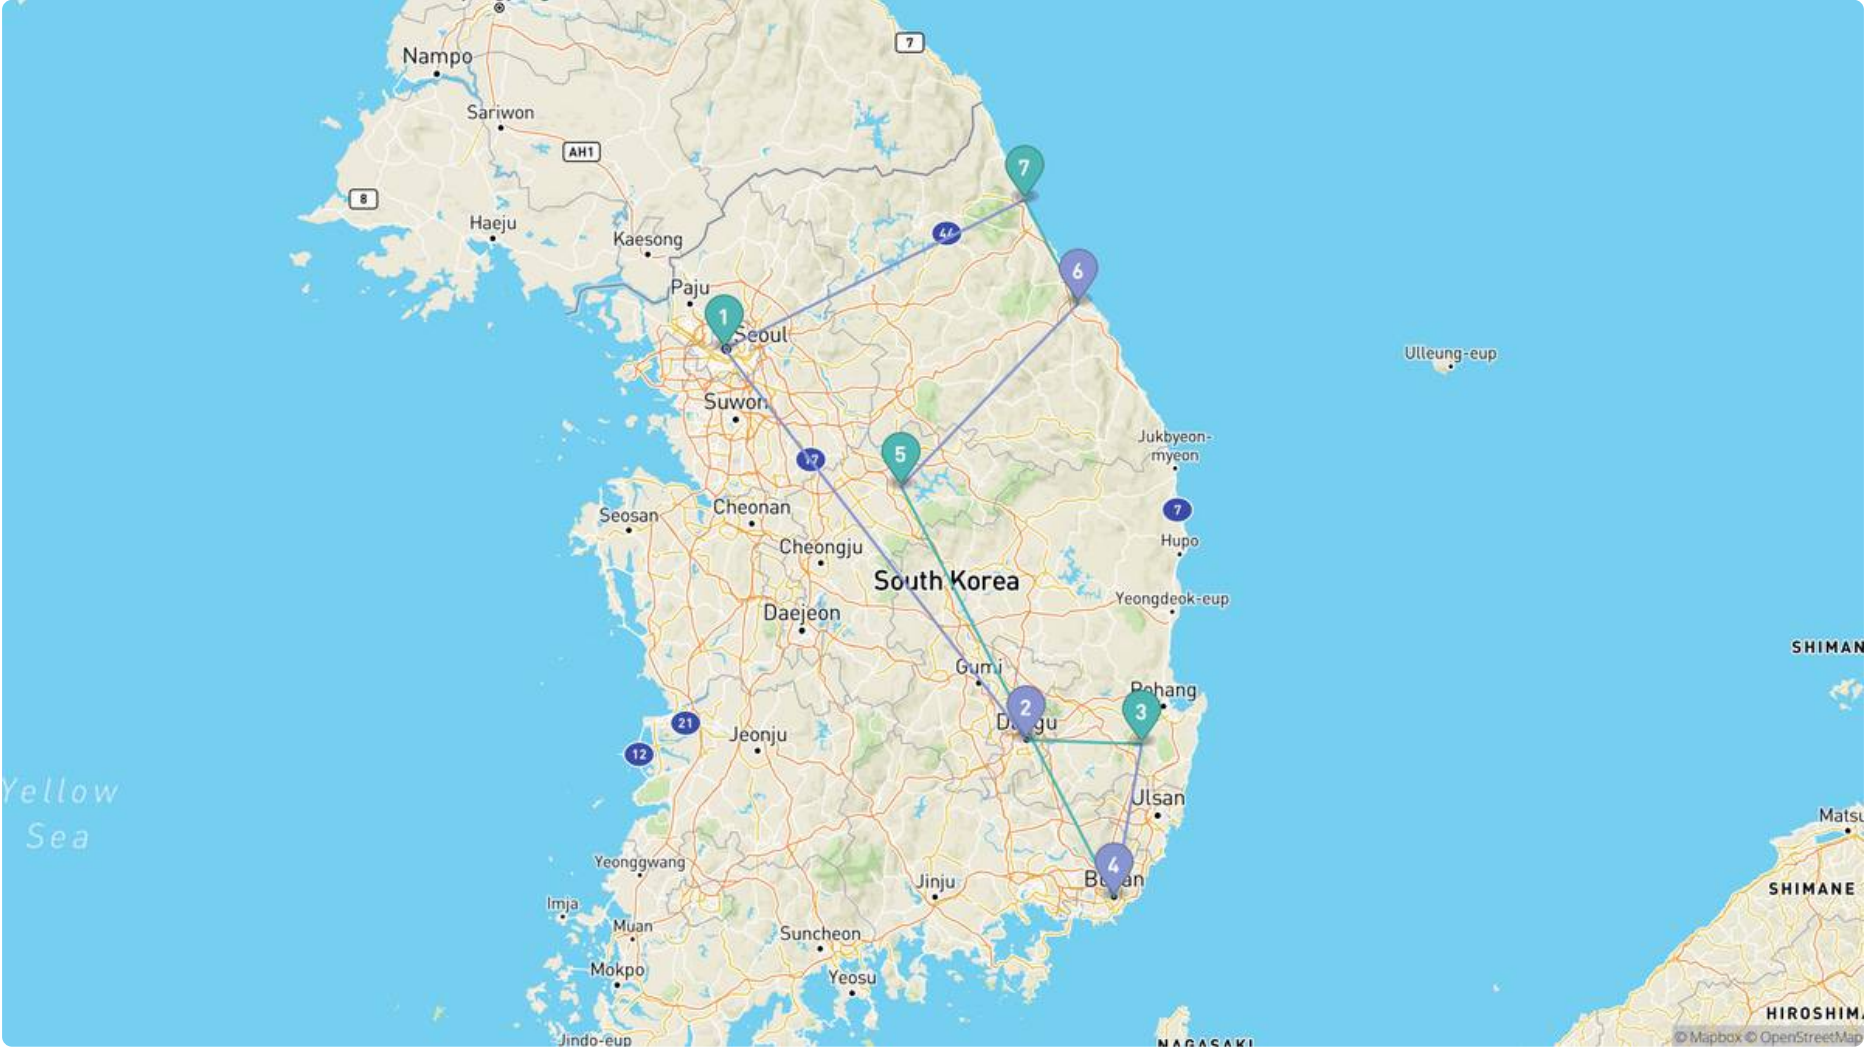 7
Nampo
Sariwon
AH1
8
Haeju
Kaesong
7
44
6
Paju
1
Seoul
Ulleung-eup
Suwon
Jukbyeon-
myeon
5
17
Cheonan
Seosan
7
Hupo
Cheongju
South Korea
Yeongdeok-eup
Daejeon
SHIMAN
Gumi
Pohang
2
3
21
Jeonju
12
Yellow
Sea
Ulsan
Matsu
Yeonggwang
4
Jinju
SHIMANE
Imja
Muan
Suncheon
Mokpo
Yeosu
HIROSHIMA
© Mapbox © OpenStreetMap
Jindo-eup
NAGASAKI